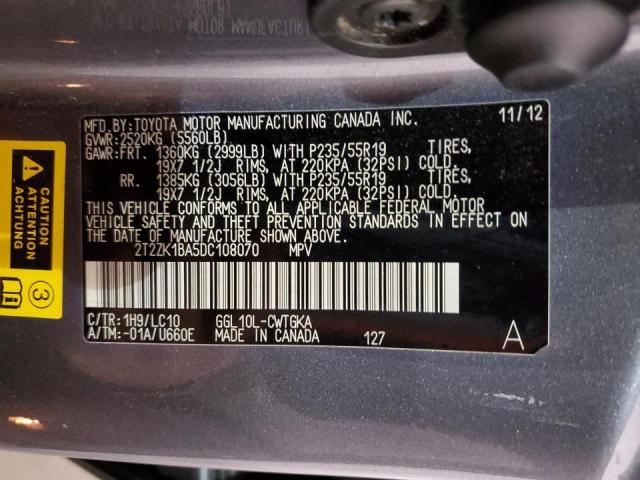 MFD.BY:TOYOTA MOTOR MANUFACTURING CANADA INC. 11/12
GVWR:2520KG (5560LB)
GAWR:FRT. 1360KG (2999LB) WITH P235/55R19 TIRES,
19X7 1/2J RIMS, AT 220KPA (32PSI) COLD.
RR. 1385KG (3056LB) WITH P235/55R19 TIRES,
19X7 1/2J RIMS, AT 220KPA (32PSI) COLD.
THIS VEHICLE CONFORMS TO ALL APPLICABLE FEDERAL MOTOR
VEHICLE SAFETY AND THEFT PREVENTION STANDARDS IN EFFECT ON
THE DATE OF MANUFACTURE SHOWN ABOVE.
2T2ZK1BA5DC108070 MPV
C/TR:1H9/LC10 GGL10L-CWTGKA
A/TM:-01A/U660E MADE IN CANADA 127 A
CAUTION
ATTENTION
ACHTUNG
3